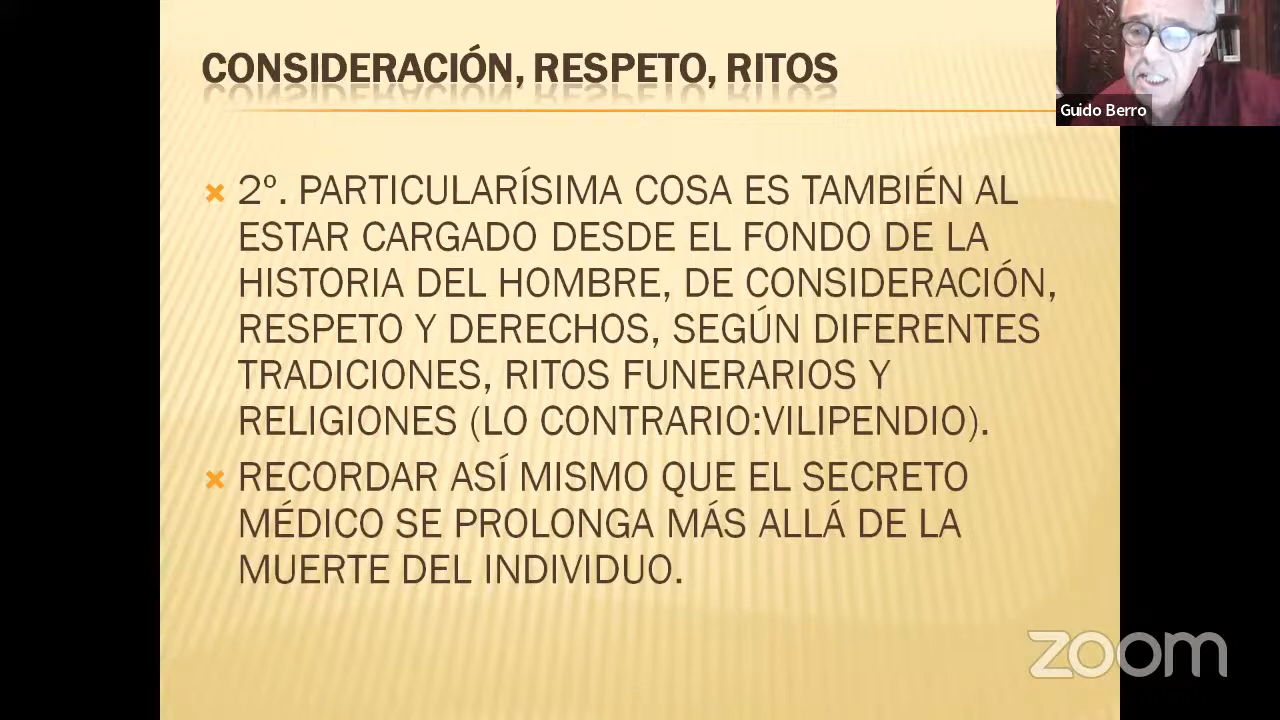 CONSIDERACIÓN, RESPETO, RITOS
Guido Berro
2º. PARTICULARÍSIMA COSA ES TAMBIÉN AL
ESTAR CARGADO DESDE EL FONDO DE LA
HISTORIA DEL HOMBRE, DE CONSIDERACIÓN,
RESPETO Y DERECHOS, SEGÚN DIFERENTES
TRADICIONES, RITOS FUNERARIOS Y
RELIGIONES (LO CONTRARIO:VILIPENDIO).
RECORDAR ASÍ MISMO QUE EL SECRETO
MÉDICO SE PROLONGA MÁS ALLÁ DE LA
MUERTE DEL INDIVIDUO.
zoom